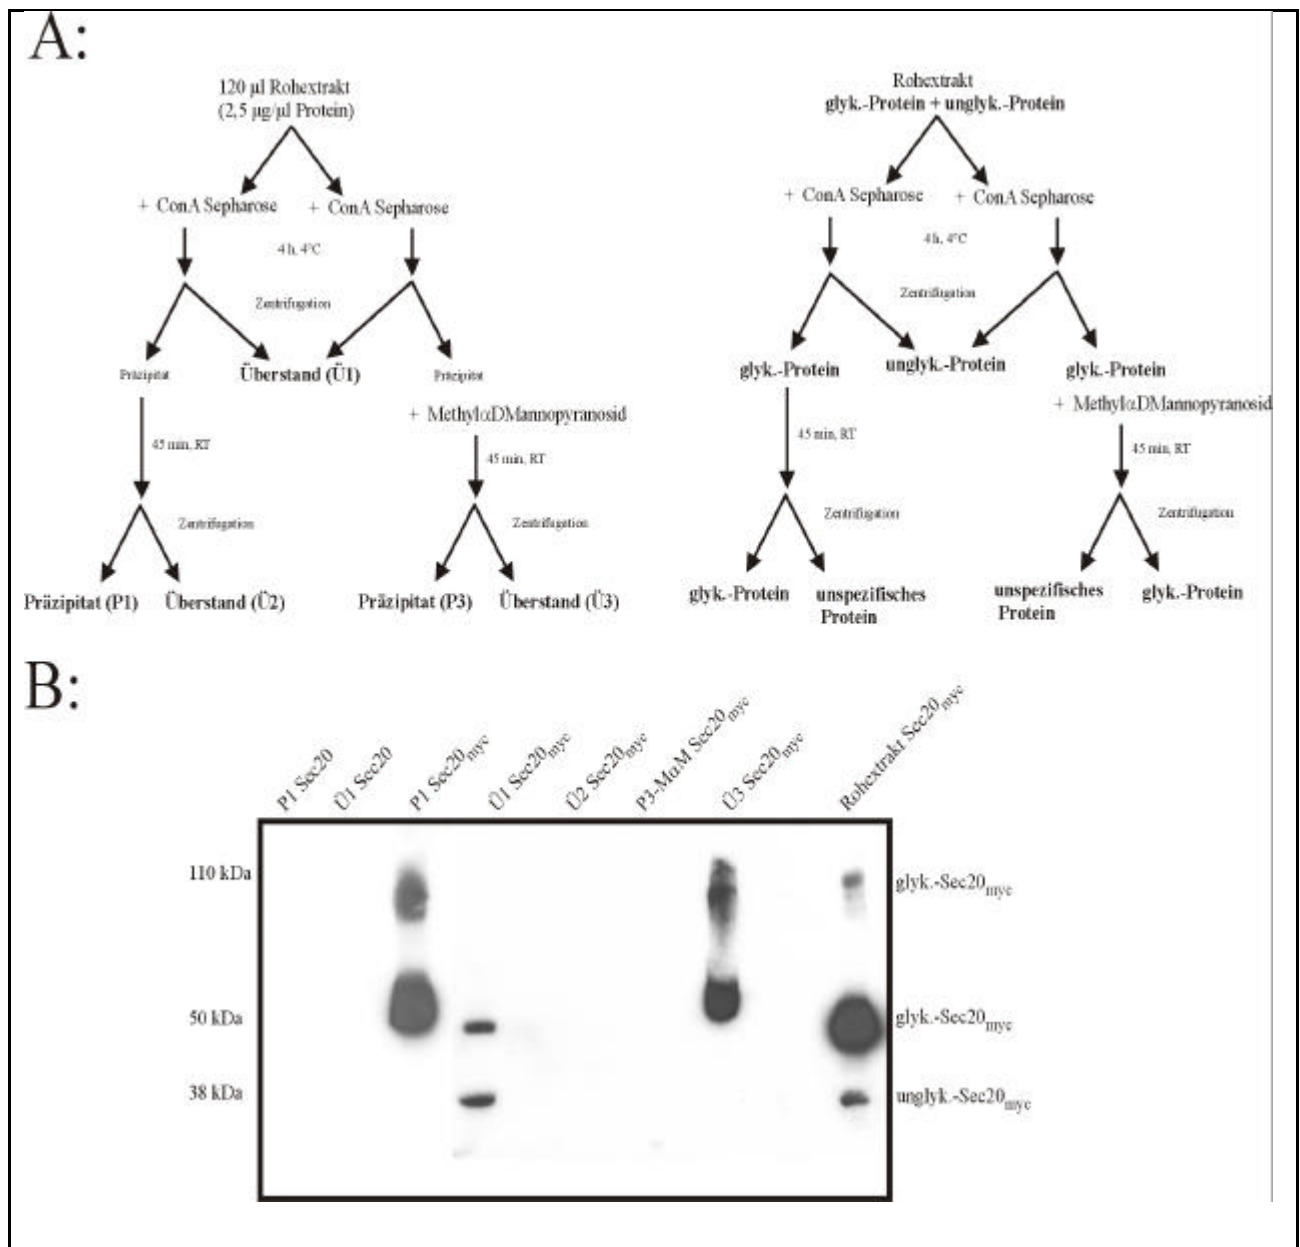 A:
120 µl Rohextrakt
(2,5 µg/µl Protein)
+ ConA Sepharose + ConA Sepharose
4 h, 4°C
Zentrifugation
Präzipitat Überstand (Ü1) Präzipitat
+ MethylαDMannopyranosid
45 min, RT
45 min, RT
Zentrifugation Zentrifugation
Präzipitat (P1) Überstand (Ü2) Präzipitat (P3) Überstand (Ü3)
Rohextrakt
glyk.-Protein + unglyk.-Protein
+ ConA Sepharose + ConA Sepharose
4h, 4°C
Zentrifugation
glyk.-Protein unglyk.-Protein glyk.-Protein
+ MethylαDMannopyranosid
45 min, RT
45 min, RT
Zentrifugation Zentrifugation
glyk.-Protein unspezifisches
Protein
unspezifisches
Protein
glyk.-Protein
B:
P1 Sec20
Ü1 Sec20
P1 Sec20myc
Ü1 Sec20myc
Ü2 Sec20myc
P3-MαM Sec20myc
Ü3 Sec20myc
Rohextrakt Sec20myc
110 kDa
50 kDa
38 kDa
glyk.-Sec20myc
glyk.-Sec20myc
unglyk.-Sec20myc